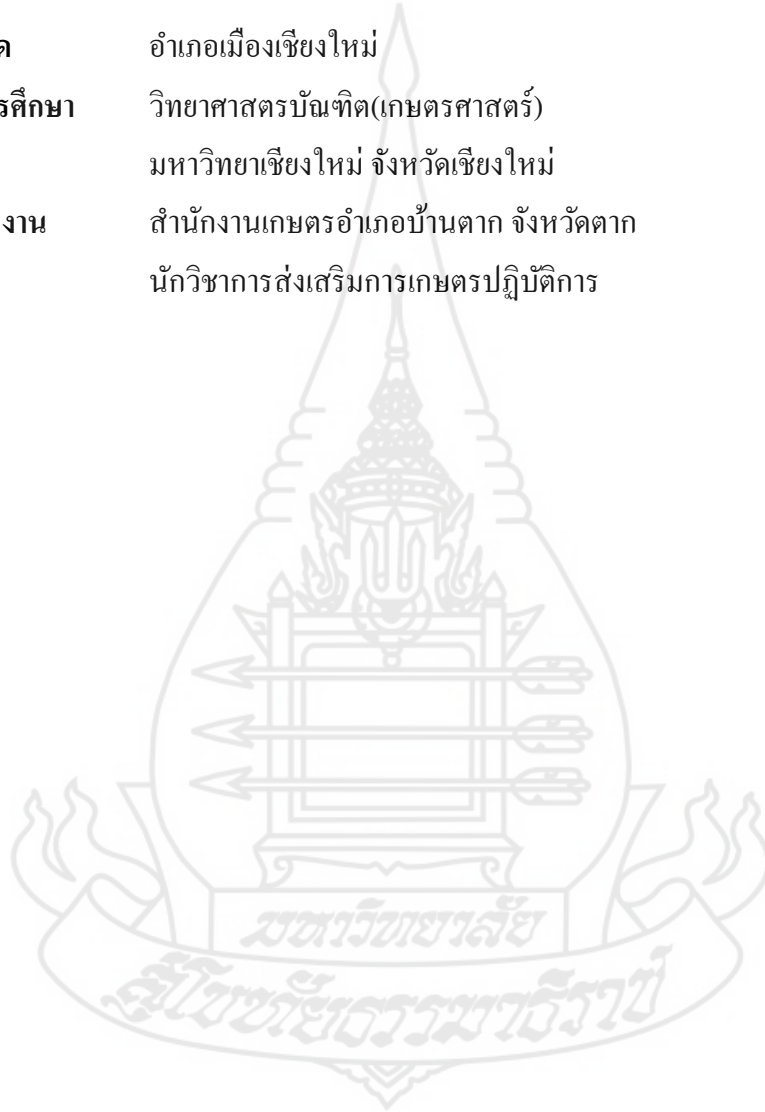 ด อำเภอเมืองเชียงใหม่
รศึกษา วิทยาศาสตรบัณฑิต(เกษตรศาสตร์)
มหาวิทยาเชียงใหม่ จังหวัดเชียงใหม่
งาน สำนักงานเกษตรอำเภอบ้านตาก จังหวัดตาก
นักวิชาการส่งเสริมการเกษตรปฏิบัติการ
มหาวิทยาลัย
สุโขทัยธรรมาธิราช